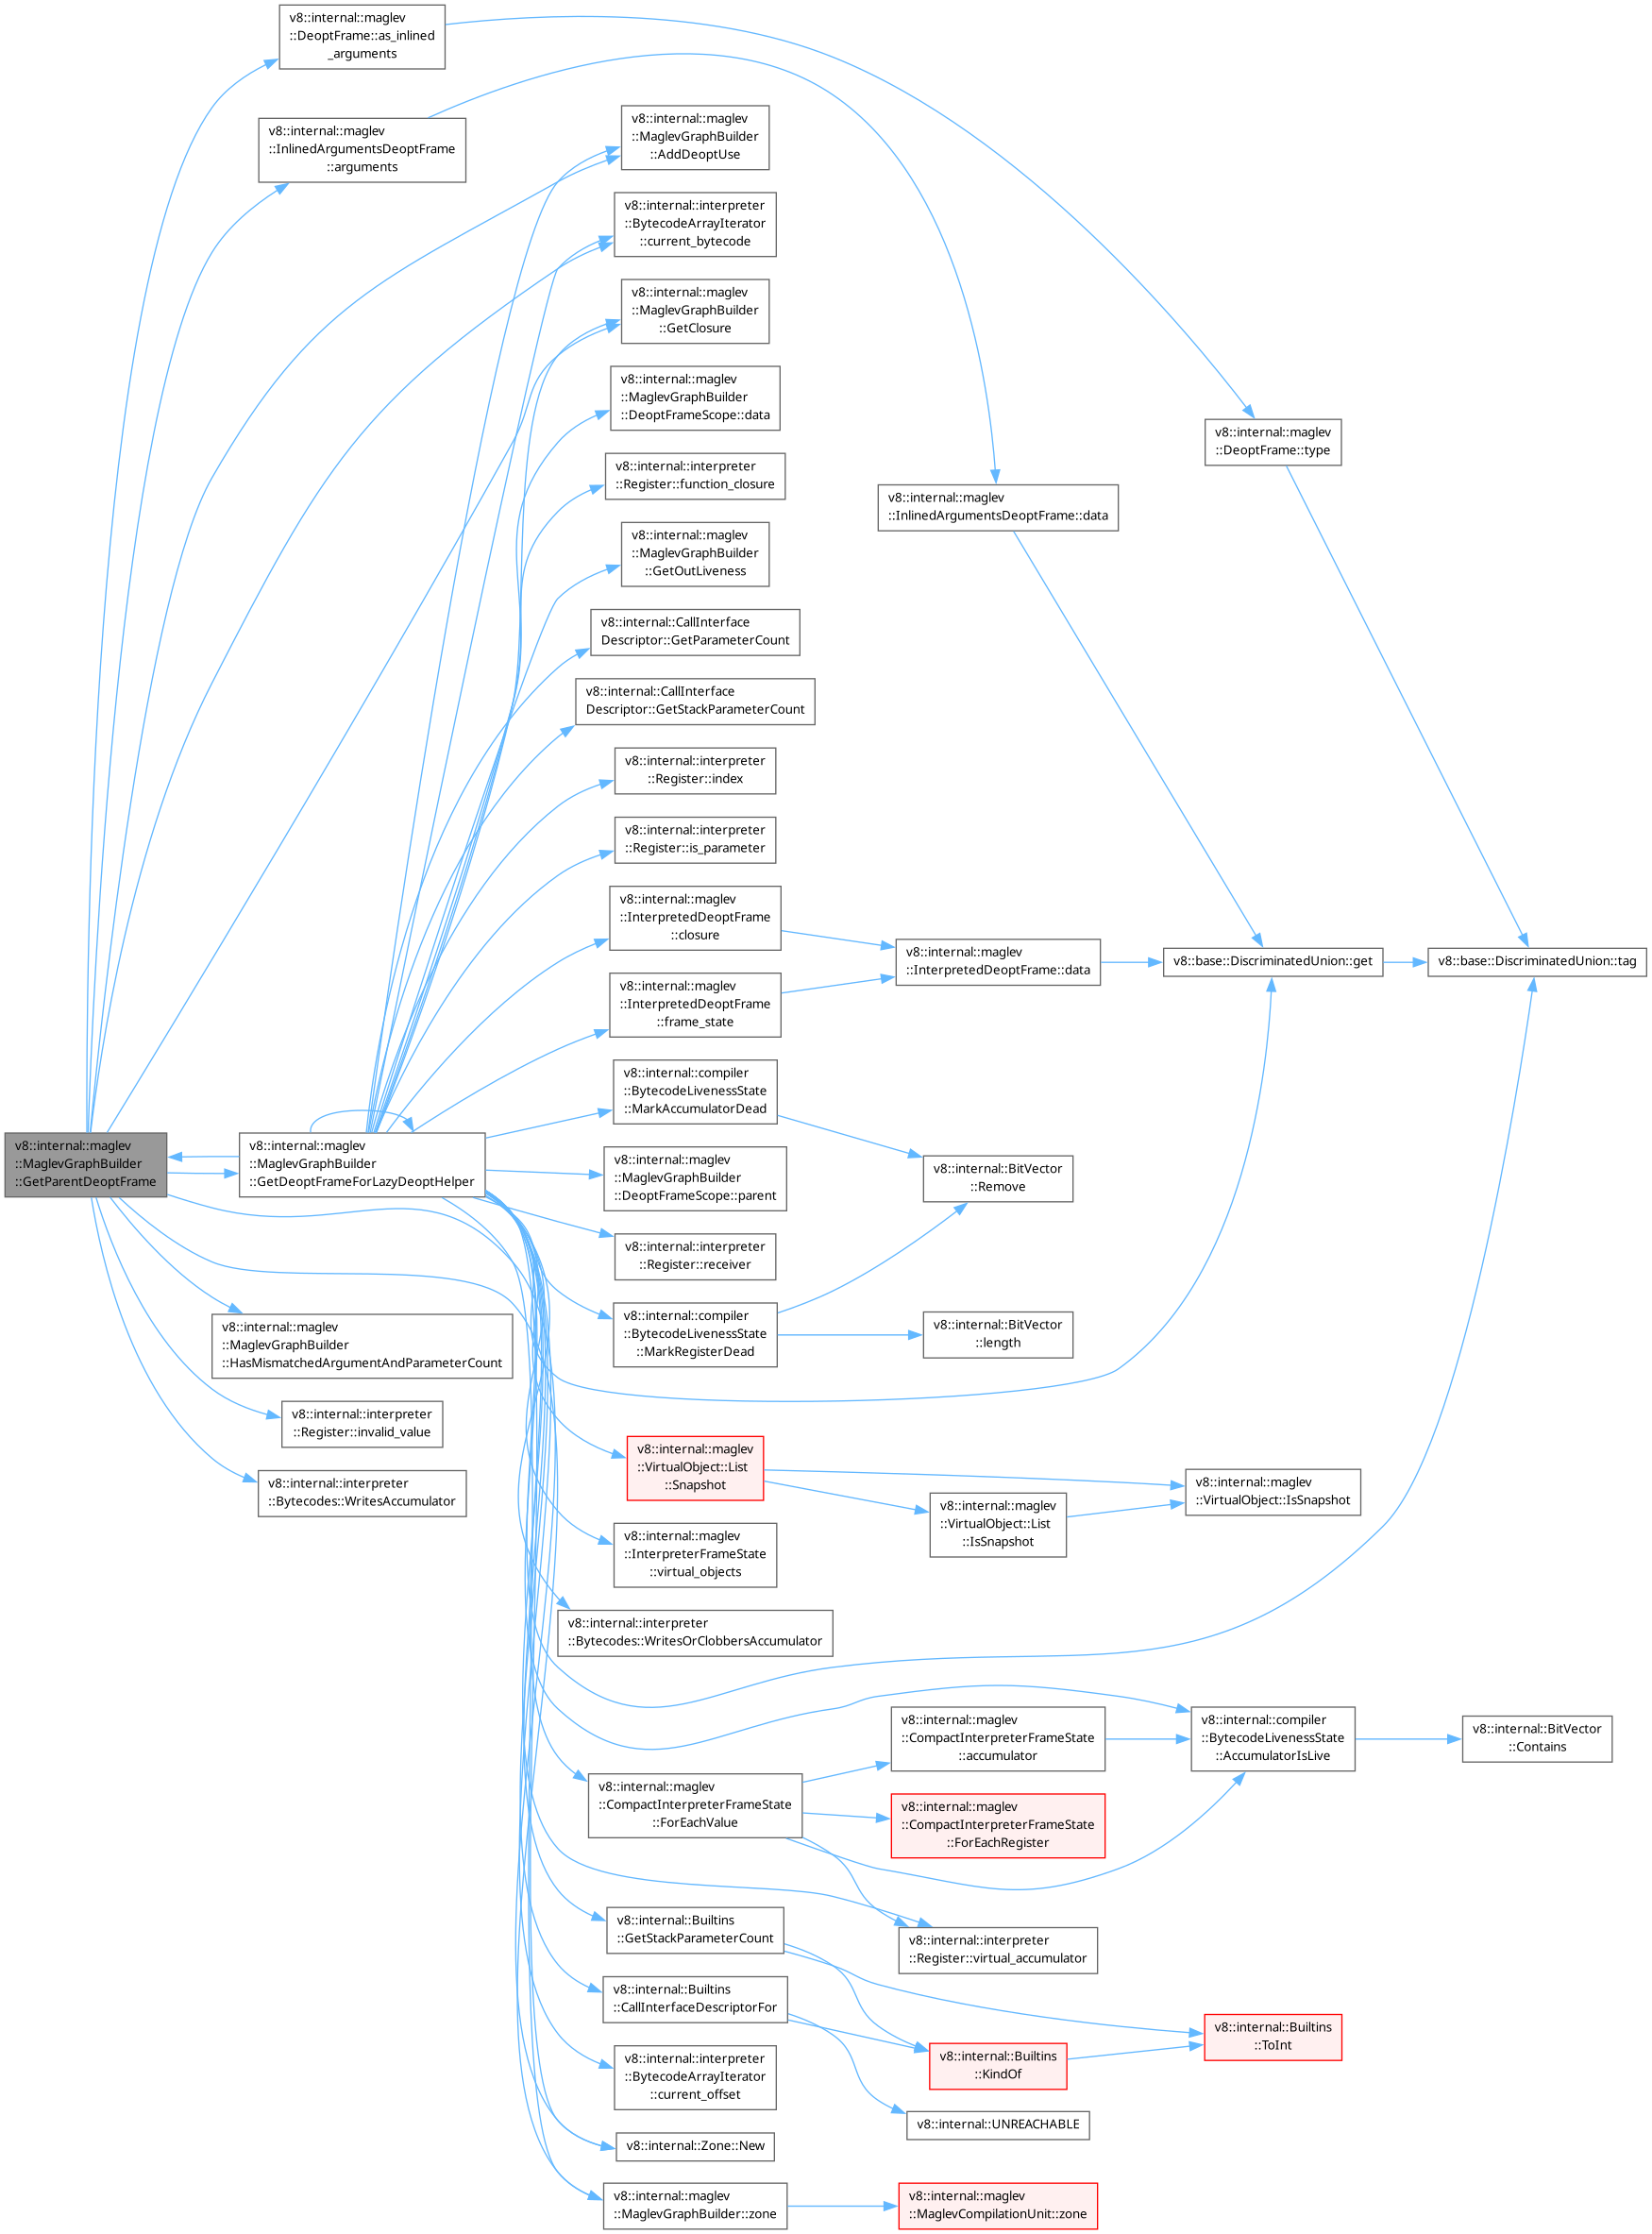 v8::internal::maglev
::DeoptFrame::as_inlined
_arguments
v8::internal::maglev
::InlinedArgumentsDeoptFrame
::arguments
v8::internal::maglev
::MaglevGraphBuilder
::AddDeoptUse
v8::internal::interpreter
::BytecodeArrayIterator
::current_bytecode
v8::internal::maglev
::MaglevGraphBuilder
::GetClosure
v8::internal::maglev
::MaglevGraphBuilder
::DeoptFrameScope::data
v8::internal::maglev
::DeoptFrame::type
v8::internal::interpreter
::Register::function_closure
v8::internal::maglev
::InlinedArgumentsDeoptFrame::data
v8::internal::maglev
::MaglevGraphBuilder
::GetOutLiveness
v8::internal::CallInterface
Descriptor::GetParameterCount
v8::internal::CallInterface
Descriptor::GetStackParameterCount
v8::internal::interpreter
::Register::index
v8::internal::interpreter
::Register::is_parameter
v8::internal::maglev
::InterpretedDeoptFrame
::closure
v8::internal::maglev
::InterpretedDeoptFrame::data
v8::base::DiscriminatedUnion::get
v8::base::DiscriminatedUnion::tag
v8::internal::maglev
::InterpretedDeoptFrame
::frame_state
v8::internal::compiler
::BytecodeLivenessState
::MarkAccumulatorDead
v8::internal::maglev
::MaglevGraphBuilder
::GetParentDeoptFrame
v8::internal::maglev
::MaglevGraphBuilder
::GetDeoptFrameForLazyDeoptHelper
v8::internal::maglev
::MaglevGraphBuilder
::DeoptFrameScope::parent
v8::internal::BitVector
::Remove
v8::internal::interpreter
::Register::receiver
v8::internal::maglev
::MaglevGraphBuilder
::HasMismatchedArgumentAndParameterCount
v8::internal::compiler
::BytecodeLivenessState
::MarkRegisterDead
v8::internal::BitVector
::length
v8::internal::interpreter
::Register::invalid_value
v8::internal::maglev
::VirtualObject::List
::Snapshot
v8::internal::interpreter
::Bytecodes::WritesAccumulator
v8::internal::maglev
::VirtualObject::List
::IsSnapshot
v8::internal::maglev
::VirtualObject::IsSnapshot
v8::internal::maglev
::InterpreterFrameState
::virtual_objects
v8::internal::interpreter
::Bytecodes::WritesOrClobbersAccumulator
v8::internal::maglev
::CompactInterpreterFrameState
::accumulator
v8::internal::compiler
::BytecodeLivenessState
::AccumulatorIsLive
v8::internal::BitVector
::Contains
v8::internal::maglev
::CompactInterpreterFrameState
::ForEachValue
v8::internal::maglev
::CompactInterpreterFrameState
::ForEachRegister
v8::internal::Builtins
::GetStackParameterCount
v8::internal::interpreter
::Register::virtual_accumulator
v8::internal::Builtins
::CallInterfaceDescriptorFor
v8::internal::Builtins
::ToInt
v8::internal::Builtins
::KindOf
v8::internal::interpreter
::BytecodeArrayIterator
::current_offset
v8::internal::UNREACHABLE
v8::internal::Zone::New
v8::internal::maglev
::MaglevGraphBuilder::zone
v8::internal::maglev
::MaglevCompilationUnit::zone